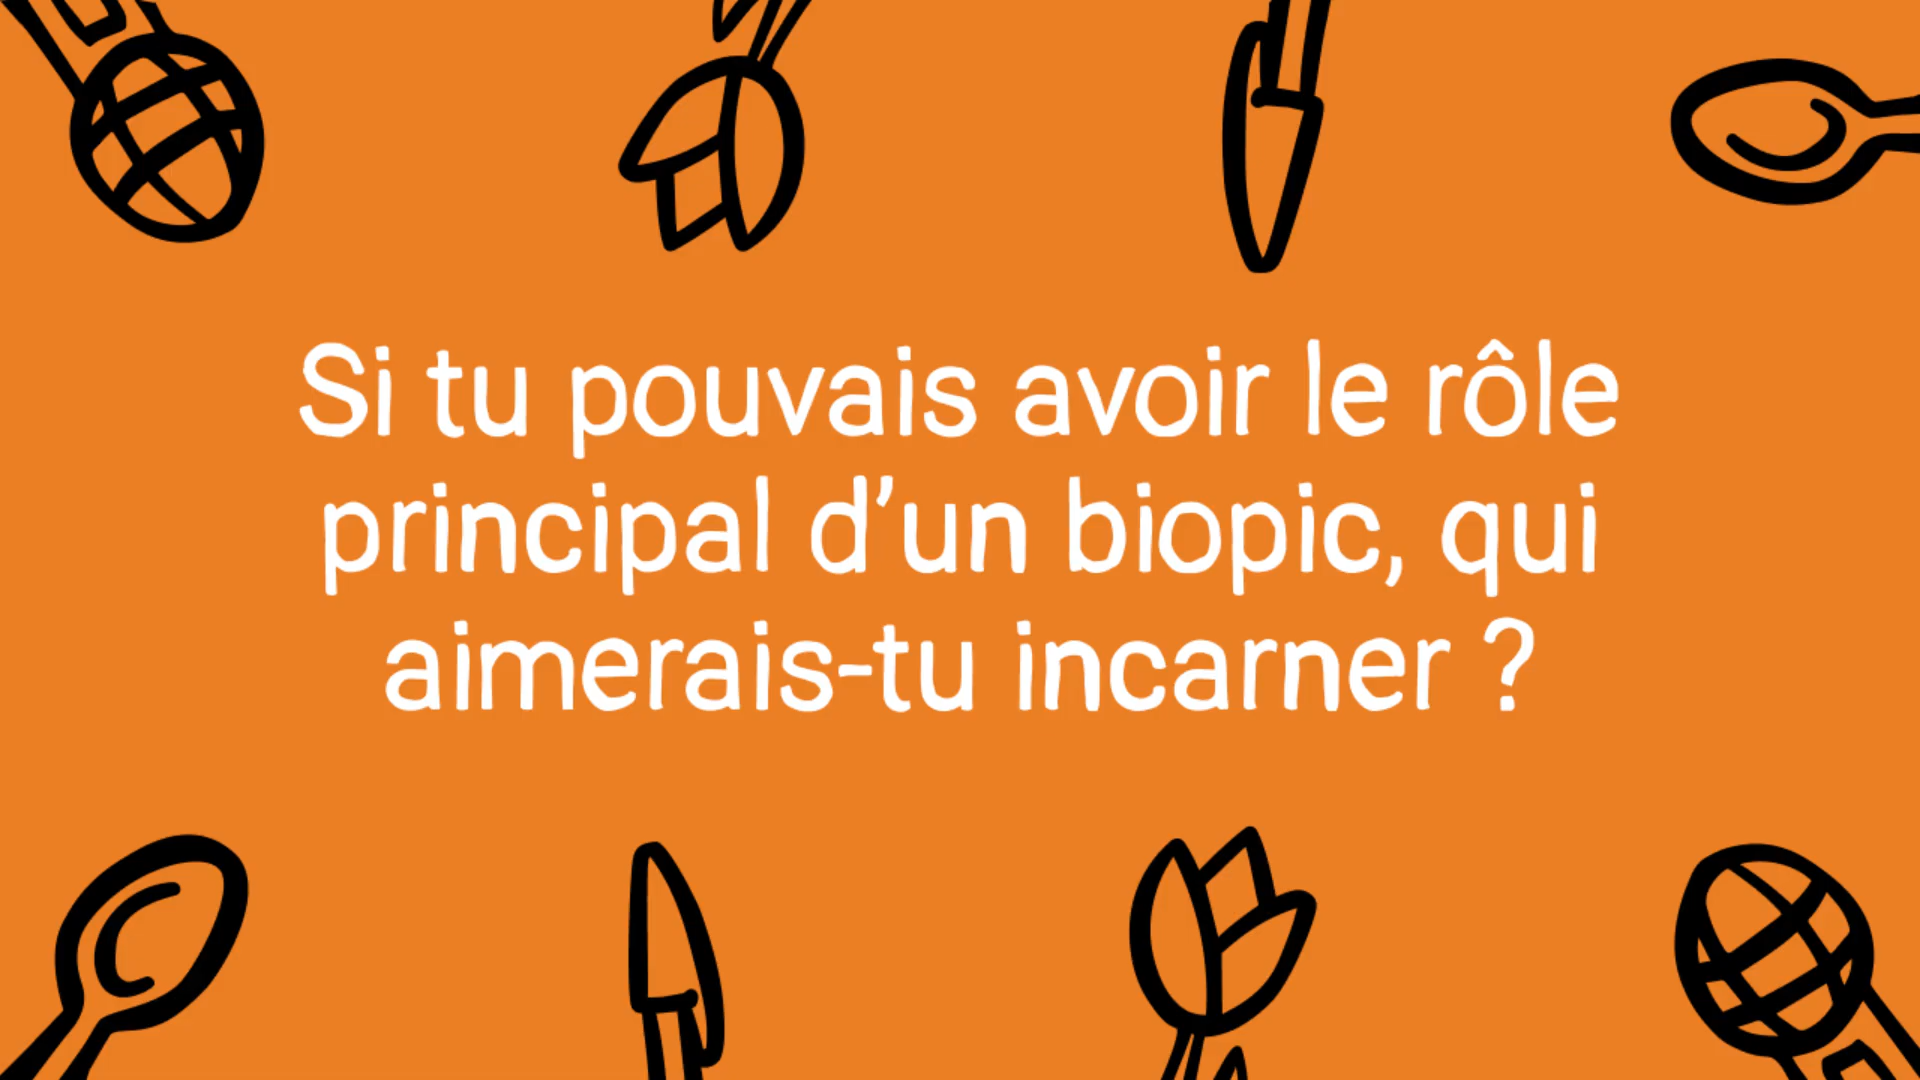 Si tu pouvais avoir le rôle
principal d’un biopic, qui
aimerais-tu incarner ?